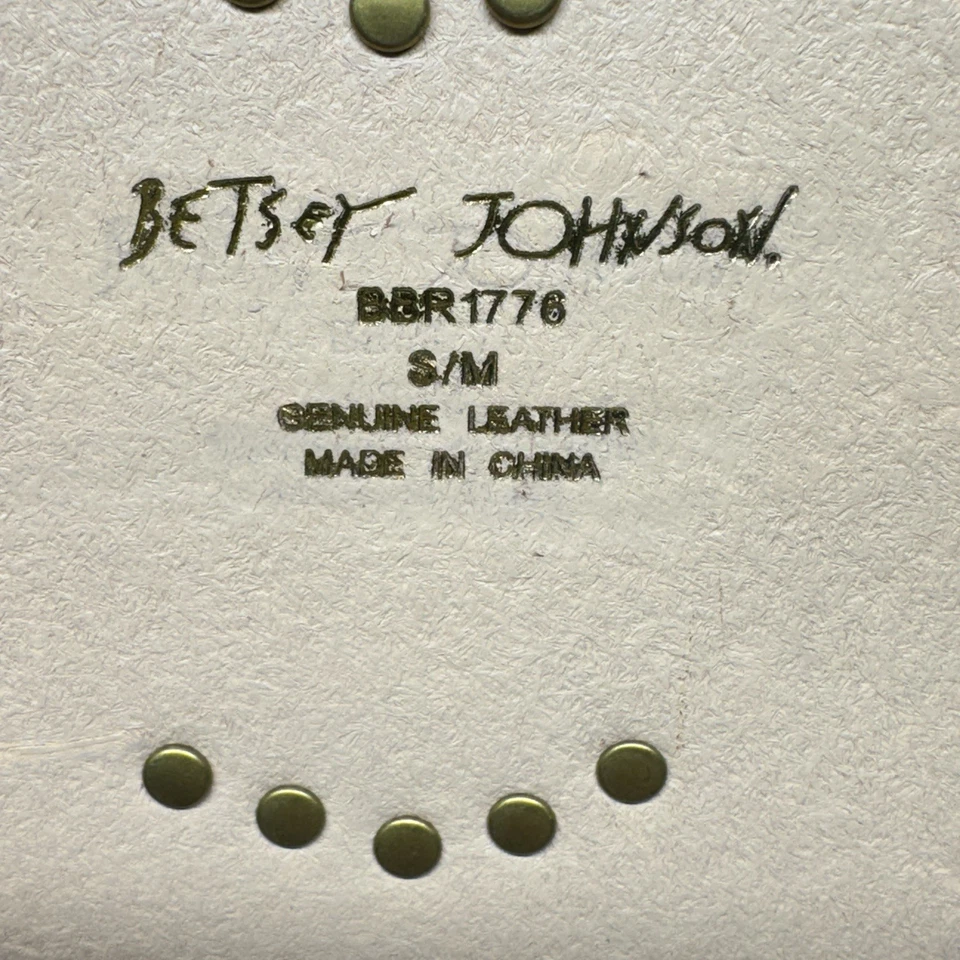 BETSEY JOHNSON.
BBR1776
S/M
GENUINE LEATHER
MADE IN CHINA